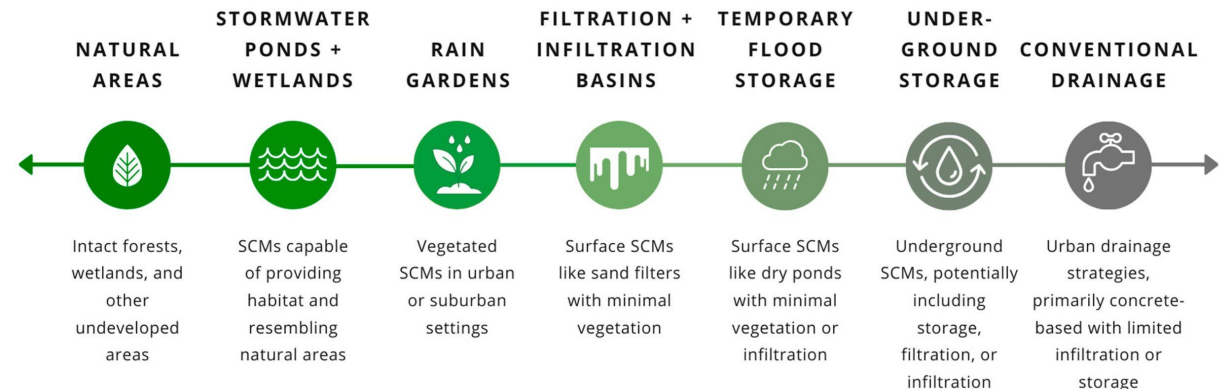 NATURAL
AREAS
STORMWATER
PONDS +
WETLANDS
RAIN
GARDENS
FILTRATION +
INFILTRATION
BASINS
TEMPORARY
FLOOD
STORAGE
UNDER-
GROUND
STORAGE
CONVENTIONAL
DRAINAGE
Intact forests,
wetlands, and
other
undeveloped
areas
SCMs capable
of providing
habitat and
resembling
natural areas
Vegetated
SCMs in urban
or suburban
settings
Surface SCMs
like sand filters
with minimal
vegetation
Surface SCMs
like dry ponds
with minimal
vegetation or
infiltration
Underground
SCMs, potentially
including
storage,
filtration, or
infiltration
Urban drainage
strategies,
primarily concrete-
based with limited
infiltration or
storage